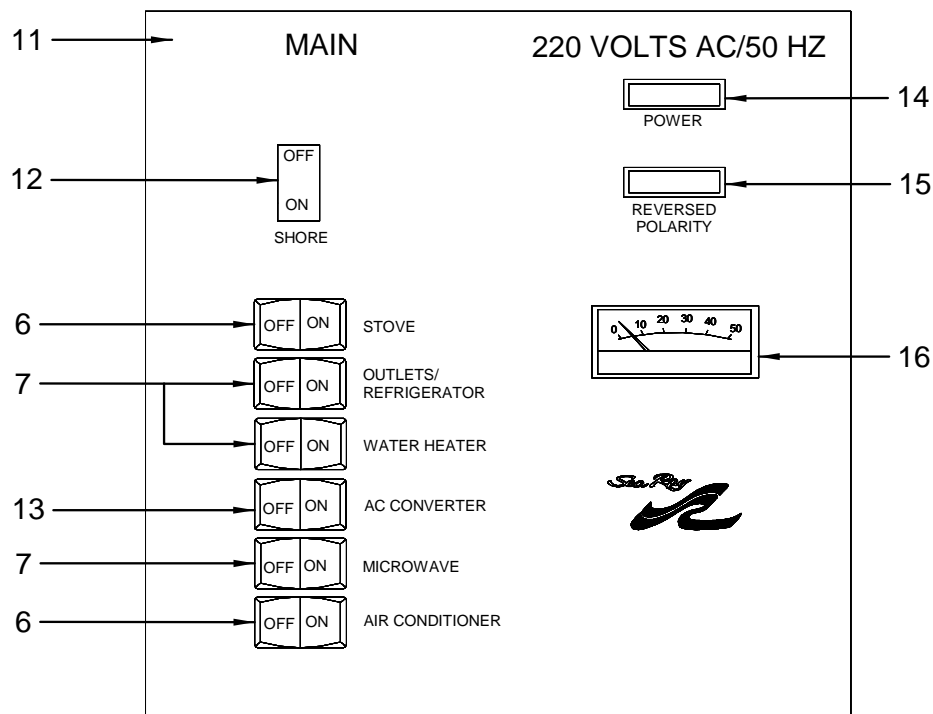 11
MAIN
220 VOLTS AC/50 HZ
14
POWER
12
OFF
ON
SHORE
15
REVERSED
POLARITY
6
OFF ON
STOVE
0 10 20 30 40 50
16
7
OFF ON
OUTLETS/
REFRIGERATOR
OFF ON
WATER HEATER
Sea Ray
13
OFF ON
AC CONVERTER
7
OFF ON
MICROWAVE
6
OFF ON
AIR CONDITIONER